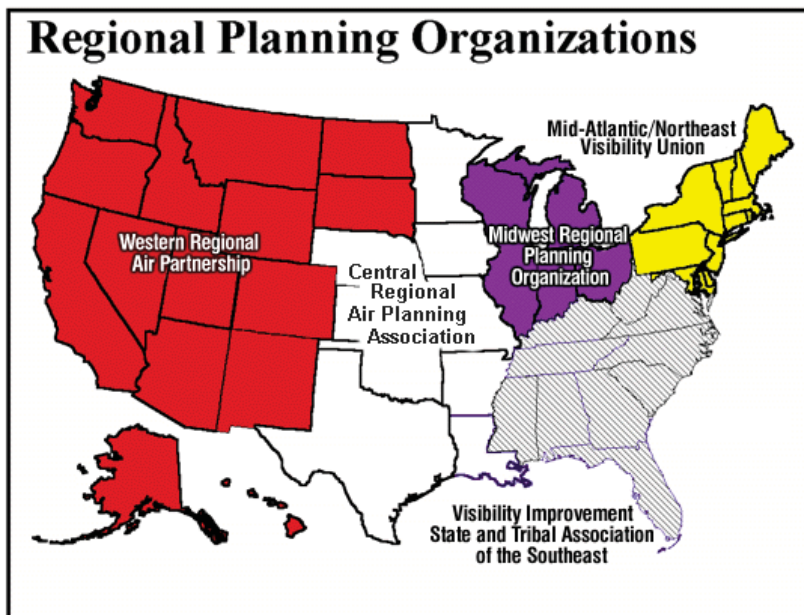 Regional Planning Organizations
Mid-Atlantic/Northeast
Visibility Union
Western Regional
Air Partnership
Midwest Regional
Planning
Organization
Central
Regional
Air Planning
Association
Visibility Improvement
State and Tribal Association
of the Southeast